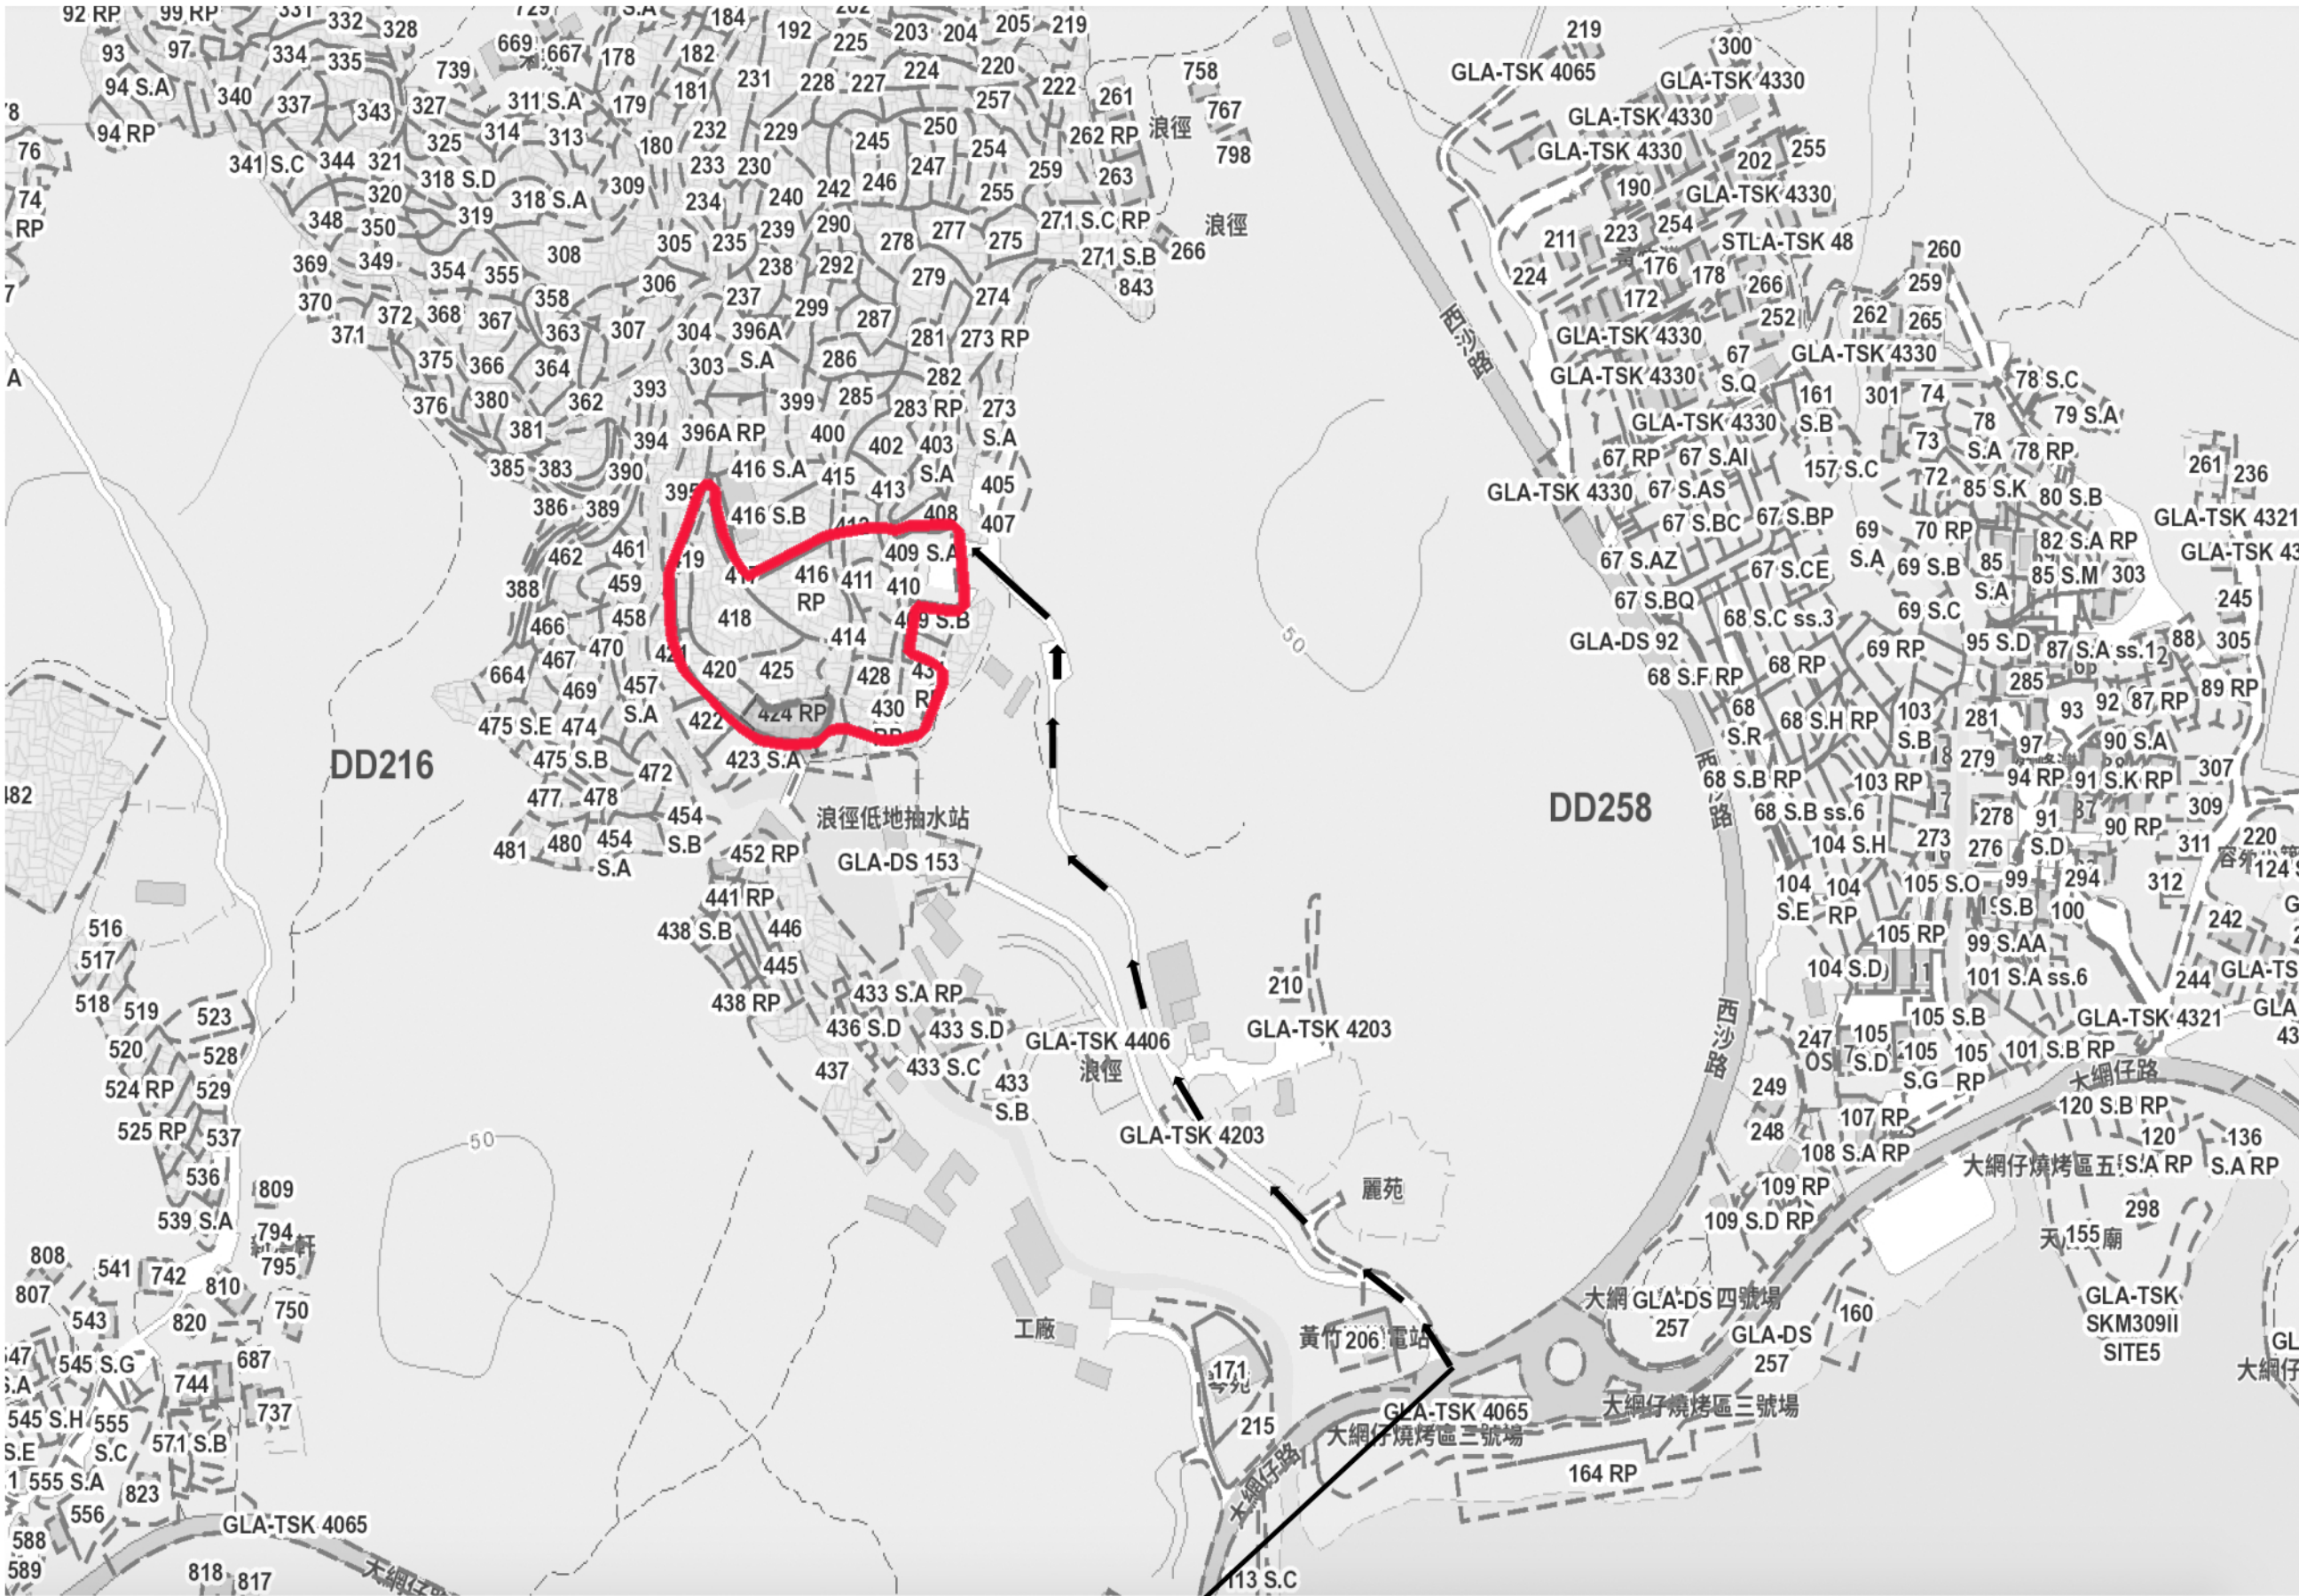 92 RP
99 RP
331
332
328
729
S.A
184
192
202
225
203
204
205
219
93
97
334
335
669
667
178
182
739
231
228
227
224
220
222
94 S.A
340
337
343
327
311 S.A
179
181
257
261
94 RP
325
314
313
180
232
229
245
250
254
262 RP
浪徑
758
767
798
76
341 S.C
344
321
318 S.D
309
233
230
247
259
263
74
RP
320
318 S.A
234
240
242
246
255
348
350
319
305
235
239
290
278
277
275
271 S.C RP
浪徑
369
349
354
355
308
238
292
279
271 S.B
266
370
358
306
237
299
274
843
371
372
368
367
363
307
304
396A
S.A
287
281
273 RP
375
366
364
303
286
282
376
380
362
393
399
285
283 RP
273
S.A
381
394
396A RP
400
402
403
S.A
385
383
390
416 S.A
415
413
405
386
389
395
416 S.B
408
407
462
461
419
417
416
RP
411
409 S.A
410
388
459
458
418
409 S.B
466
470
421
414
467
420
425
428
664
469
457
S.A
430
475 S.E
474
422
424 RP
475 S.B
472
423 S.A
DD216
482
477
478
454
S.B
浪徑低地抽水站
481
480
454
S.A
452 RP
GLA-DS 153
441 RP
438 S.B
446
445
438 RP
433 S.A RP
436 S.D
433 S.D
437
433 S.C
433
S.B
516
517
518
519
523
520
528
524 RP
529
525 RP
537
536
539 S.A
50
809
794
795
808
541
742
810
807
543
820
750
545 S.G
687
744
737
545 S.H
555
S.C
571 S.B
S.E
555 S.A
823
556
588
589
GLA-TSK 4065
818
817
GLA-TSK 4406
浪徑
210
GLA-TSK 4203
GLA-TSK 4203
麗苑
工廠
206
171
215
GLA-TSK 4065
大網仔燒烤區三號場
大網仔路
113 S.C
164 RP
大網仔燒烤區三號場
GLA-DS
257
160
GLA-DS
257
四號場
西沙路
50
219
GLA-TSK 4065
300
GLA-TSK 4330
GLA-TSK 4330
GLA-TSK 4330
202
255
190
GLA-TSK 4330
254
223
211
STLA-TSK 48
224
176
178
266
172
252
260
259
262
265
GLA-TSK 4330
67
S.Q
GLA-TSK 4330
GLA-TSK 4330
161
S.B
301
74
78 S.C
79 S.A
GLA-TSK 4330
73
78
S.A
78 RP
67 RP
67 S.AI
157 S.C
72
261
236
GLA-TSK 4330
67 S.AS
85 S.K
80 S.B
67 S.BC
67 S.BP
70 RP
GLA-TSK 4321
69
S.A
82 S.A RP
67 S.AZ
67 S.CE
69 S.B
85
S.A
85 S.M
303
67 S.BQ
68 S.C ss.3
69 S.C
245
GLA-DS 92
69 RP
95 S.D
87 S.A ss.12
88
305
68 S.F RP
68 RP
285
89 RP
68
S.R
68 S.H RP
103
S.B
281
93
92
87 RP
97
90 S.A
279
68 S.B RP
103 RP
94 RP
91 S.K RP
307
DD258
68 S.B ss.6
278
91
S.D
90 RP
309
104 S.H
273
276
311
220
104
S.E
104
RP
105 S.O
99
S.B
294
312
100
105 RP
99 S.AA
242
104 S.D
101 S.A ss.6
244
西沙路
105 S.B
GLA-TSK 4321
247
105
S.D
105
S.G
105
RP
101 S.B RP
大網仔路
249
248
107 RP
120 S.B RP
108 S.A RP
120
S.A RP
136
S.A RP
109 RP
109 S.D RP
298
155
GLA-TSK
SKM309II
SITE5